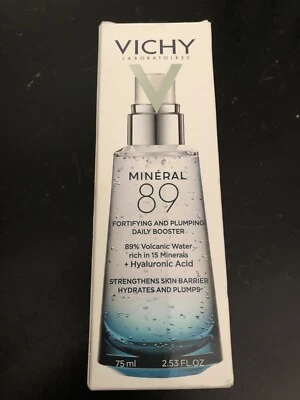 VICHY
LABORATOIRES
MINÉRAL
89
FORTIFYING AND PLUMPING
DAILY BOOSTER
89% Volcanic Water
rich in 15 Minerals
+ Hyaluronic Acid
STRENGTHENS SKIN BARRIER
HYDRATES AND PLUMPS
75 ml 2.53 FL OZ